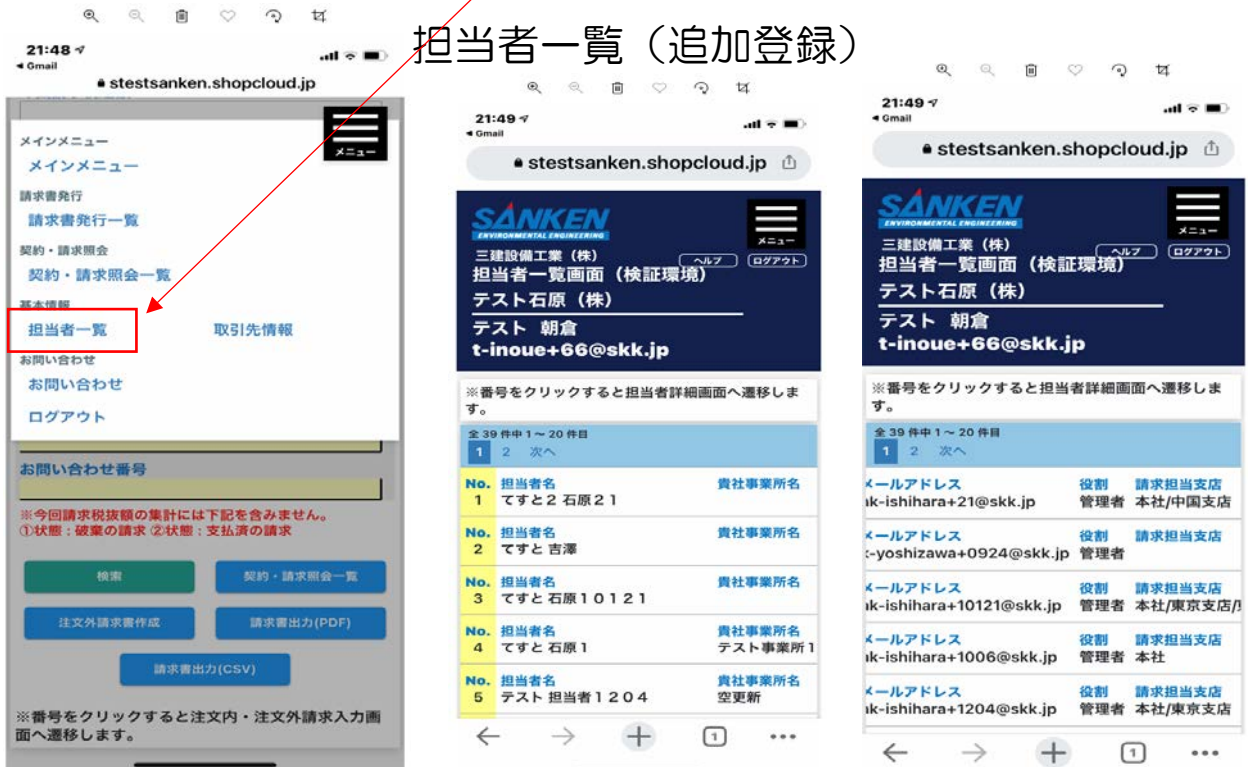 担当者一覧（追加登録）
21:48
◄ Gmail
stestsanken.shopcloud.jp
メインメニュー
メニュー
メインメニュー
請求書発行
請求書発行一覧
契約・請求照会
契約・請求照会一覧
基本情報
担当者一覧 取引先情報
お問い合わせ
お問い合わせ
ログアウト
お問い合わせ番号
※今回請求税抜額の集計には下記を含みません。
①状態：破棄の請求 ②状態：支払済の請求
検索 契約・請求照会一覧
注文外請求書作成 請求書出力(PDF)
請求書出力(CSV)
※番号をクリックすると注文内・注文外請求入力画
面へ遷移します。
21:49
◄ Gmail
stestsanken.shopcloud.jp
SANKEN
ENVIRONMENTAL ENGINEERING
メニュー
三建設備工業（株）
ヘルプ ログアウト
担当者一覧画面（検証環境）
テスト石原（株）
テスト 朝倉
t-inoue+66@skk.jp
※番号をクリックすると担当者詳細画面へ遷移しま
す。
全 39 件中 1 ~ 20 件目
1 2 次へ
No. 担当者名 貴社事業所名
1 てすと2 石原２１
No. 担当者名 貴社事業所名
2 てすと 吉澤
No. 担当者名 貴社事業所名
3 てすと 石原１０１２１
No. 担当者名 貴社事業所名
4 てすと 石原１ テスト事業所1
No. 担当者名 貴社事業所名
5 テスト 担当者１２０４ 空更新
1
21:49
◄ Gmail
stestsanken.shopcloud.jp
SANKEN
ENVIRONMENTAL ENGINEERING
メニュー
三建設備工業（株）
ヘルプ ログアウト
担当者一覧画面（検証環境）
テスト石原（株）
テスト 朝倉
t-inoue+66@skk.jp
※番号をクリックすると担当者詳細画面へ遷移しま
す。
全 39 件中 1 ~ 20 件目
1 2 次へ
メールアドレス 役割 請求担当支店
k-ishihara+21@skk.jp 管理者 本社/中国支店
メールアドレス 役割 請求担当支店
-yoshizawa+0924@skk.jp 管理者
メールアドレス 役割 請求担当支店
k-ishihara+10121@skk.jp 管理者 本社/東京支店/
メールアドレス 役割 請求担当支店
k-ishihara+1006@skk.jp 管理者 本社
メールアドレス 役割 請求担当支店
k-ishihara+1204@skk.jp 管理者 本社/東京支店
1